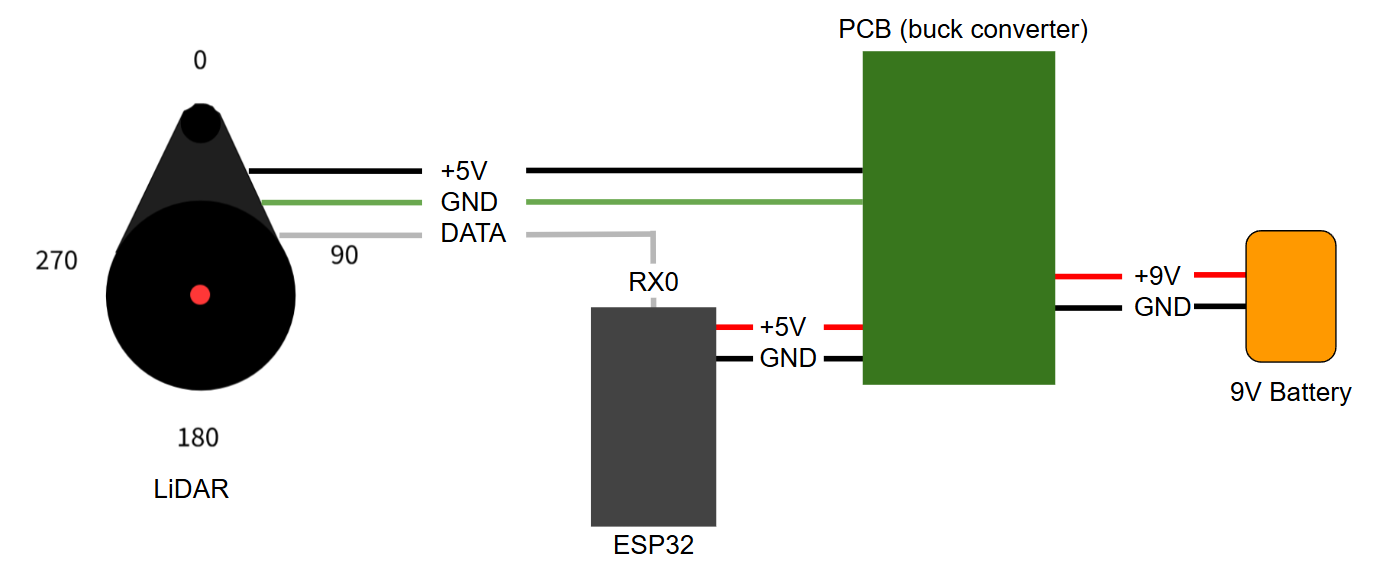 PCB (buck converter)
0
+5V
GND
DATA
270
90
RX0
+9V
GND
+5V
GND
9V Battery
180
LiDAR
ESP32